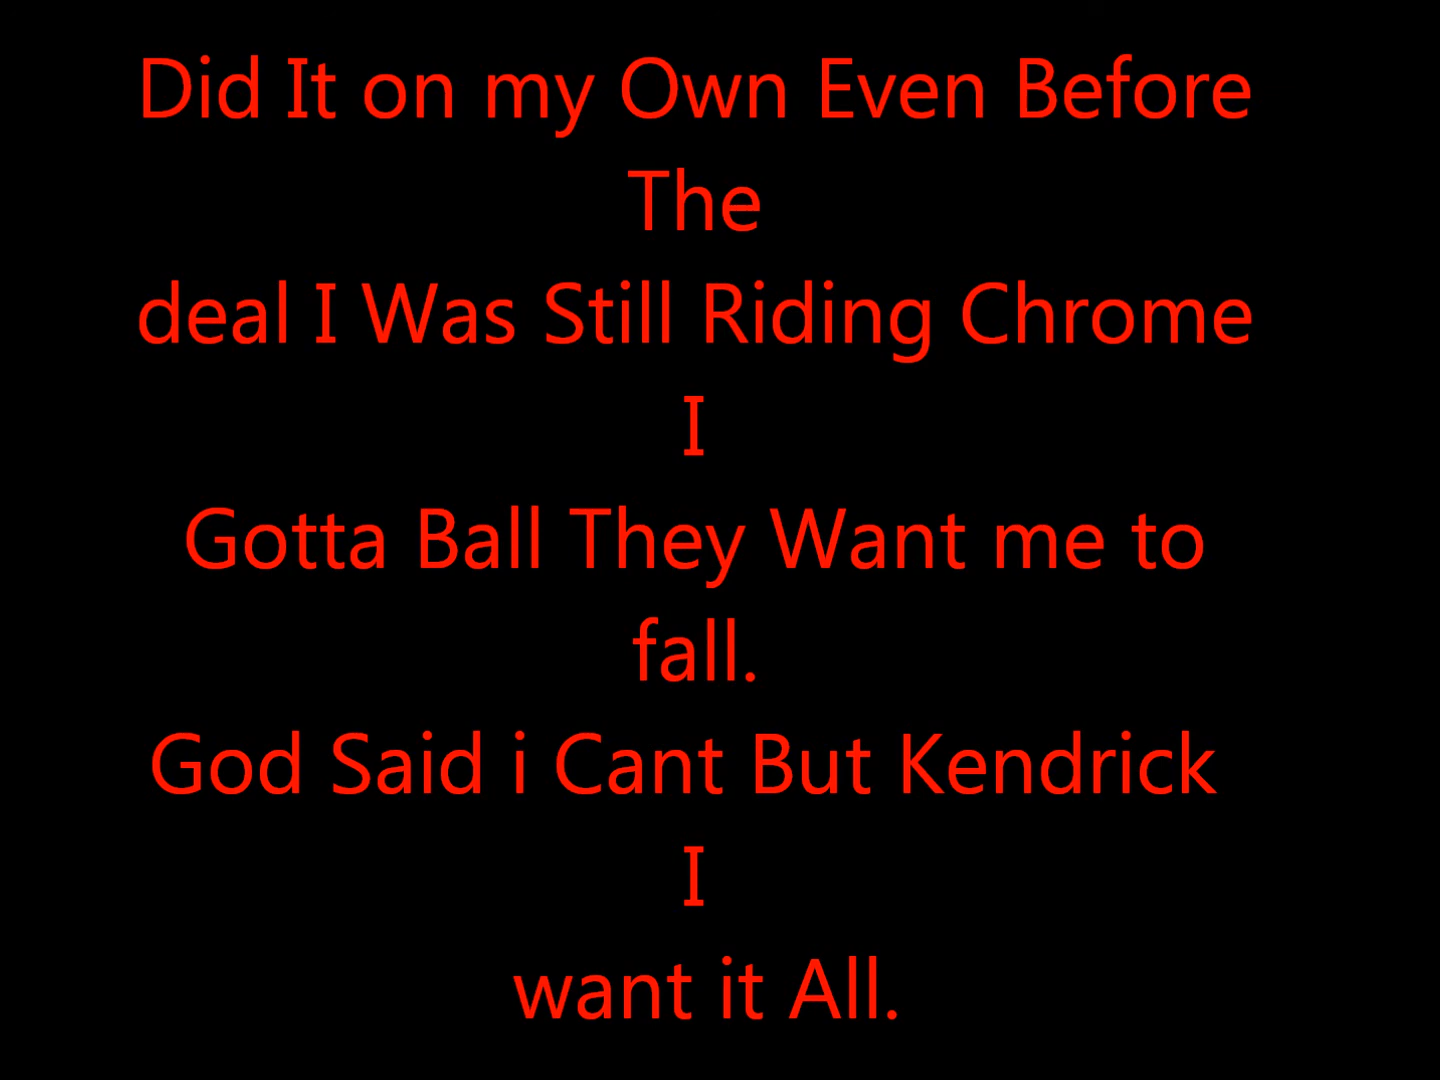 Did It on my Own Even Before
The
deal I Was Still Riding Chrome
I
Gotta Ball They Want me to
fall.
God Said i Cant But Kendrick
I
want it All.